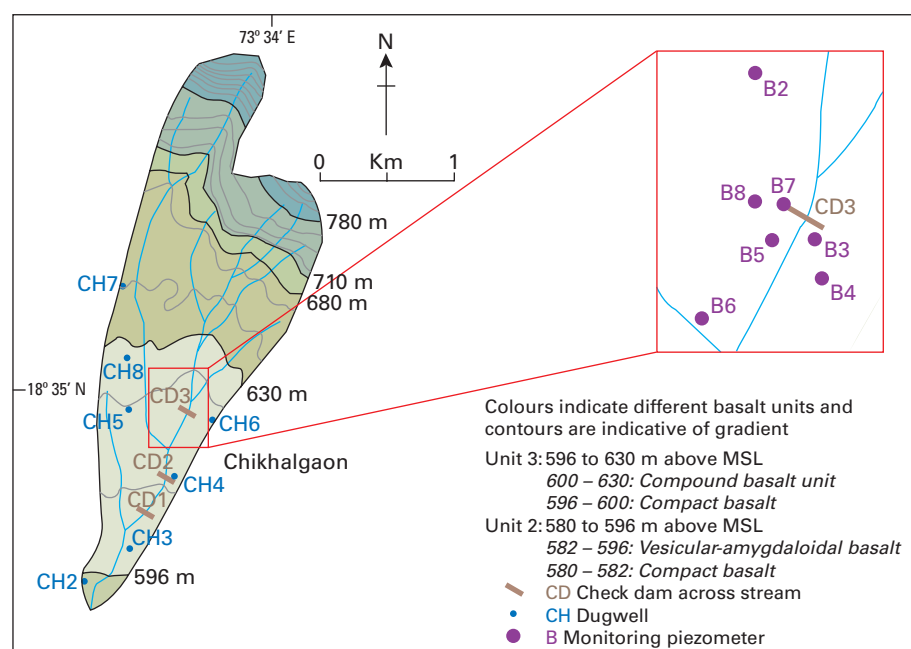 73° 34′ E
N
0 Km 1
780 m
710 m
680 m
CH7
CH8
18° 35′ N
630 m
CD3
CH5
CH6
CD2
Chikhalgaon
CH4
CD1
CH3
CH2
596 m
B2
B8
B7
CD3
B5
B3
B4
B6
Colours indicate different basalt units and
contours are indicative of gradient
Unit 3: 596 to 630 m above MSL
600 – 630: Compound basalt unit
596 – 600: Compact basalt
Unit 2: 580 to 596 m above MSL
582 – 596: Vesicular-amygdaloidal basalt
580 – 582: Compact basalt
CD Check dam across stream
CH Dugwell
B Monitoring piezometer